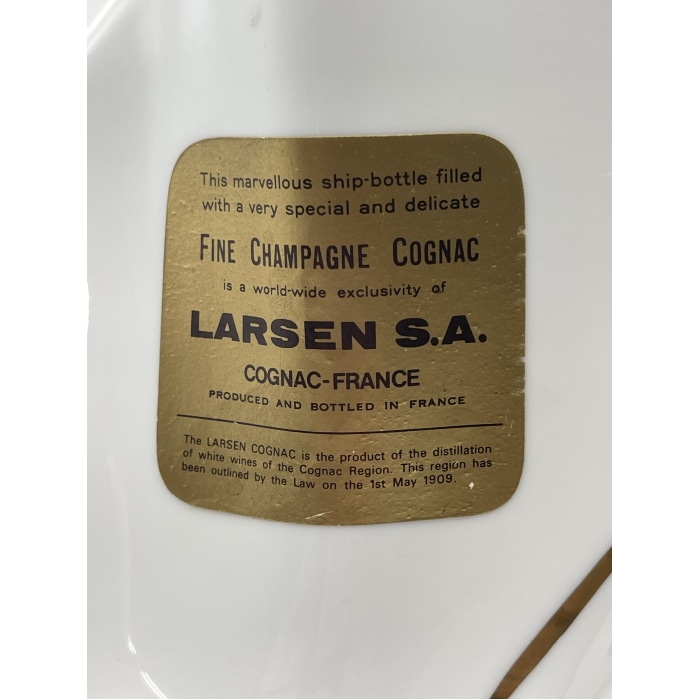 This marvellous ship-bottle filled
with a very special and delicate
FINE CHAMPAGNE COGNAC
is a world-wide exclusivity of
LARSEN S.A.
COGNAC-FRANCE
PRODUCED AND BOTTLED IN FRANCE
The LARSEN COGNAC is the product of the distillation
of white wines of the Cognac Region. This region has
been outlined by the Law on the 1st May 1909.